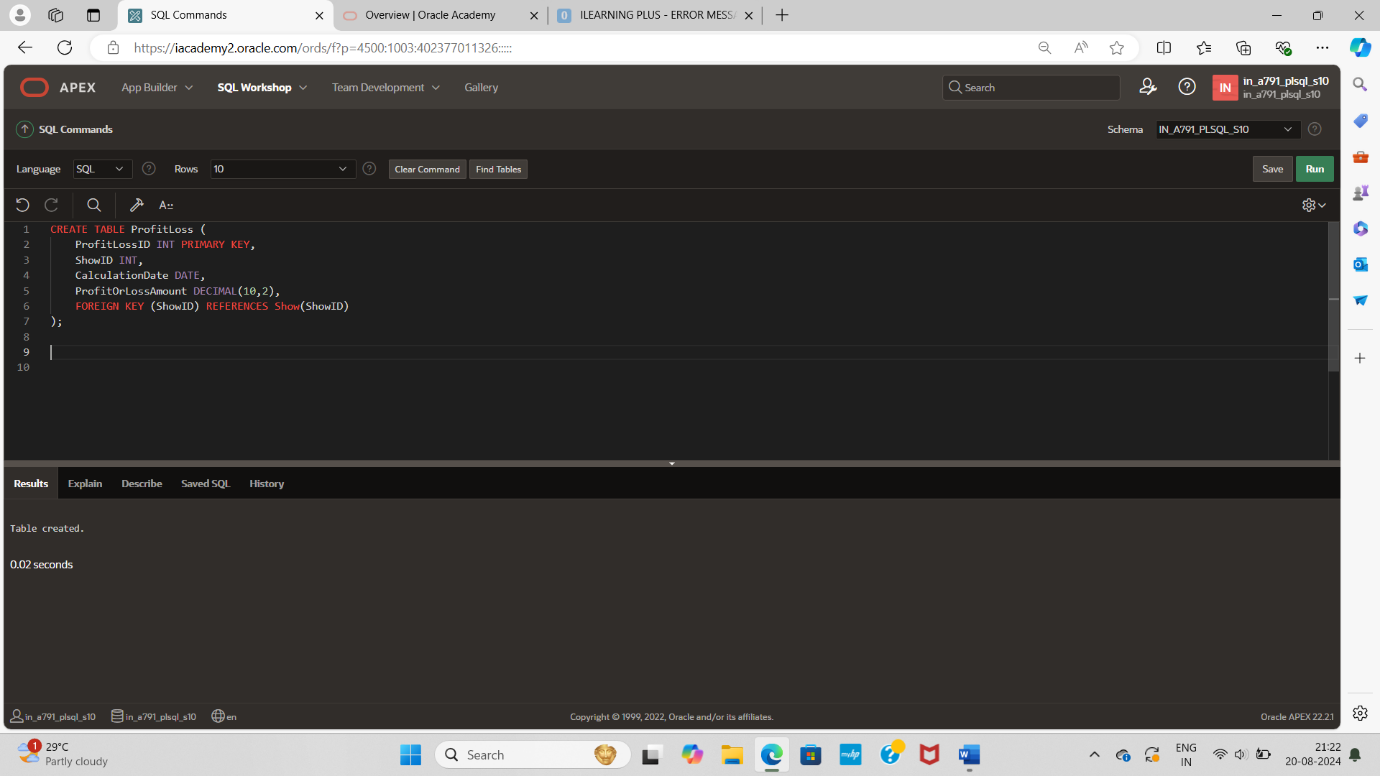 SQL Commands
Overview | Oracle Academy
ILEARNING PLUS - ERROR MESSA
https://iacademy2.oracle.com/ords/f?p=4500:1003:402377011326:::::
APEX
App Builder
SQL Workshop
Team Development
Gallery
Search
IN
in_a791_plsql_s10
in_a791_plsql_s10
SQL Commands
Schema
IN_A791_PLSQL_S10
Language
SQL
Rows
10
Clear Command
Find Tables
Save
Run
A::
1 CREATE TABLE ProfitLoss (
2 ProfitLossID INT PRIMARY KEY,
3 ShowID INT,
4 CalculationDate DATE,
5 ProfitOrLossAmount DECIMAL(10,2),
6 FOREIGN KEY (ShowID) REFERENCES Show(ShowID)
7 );
8
9
10
Results
Explain
Describe
Saved SQL
History
Table created.
0.02 seconds
in_a791_plsql_s10
in_a791_plsql_s10
en
Copyright © 1999, 2022, Oracle and/or its affiliates.
Oracle APEX 22.2.1
1
29°C
Partly cloudy
Search
myHP
ENG
IN
21:22
20-08-2024